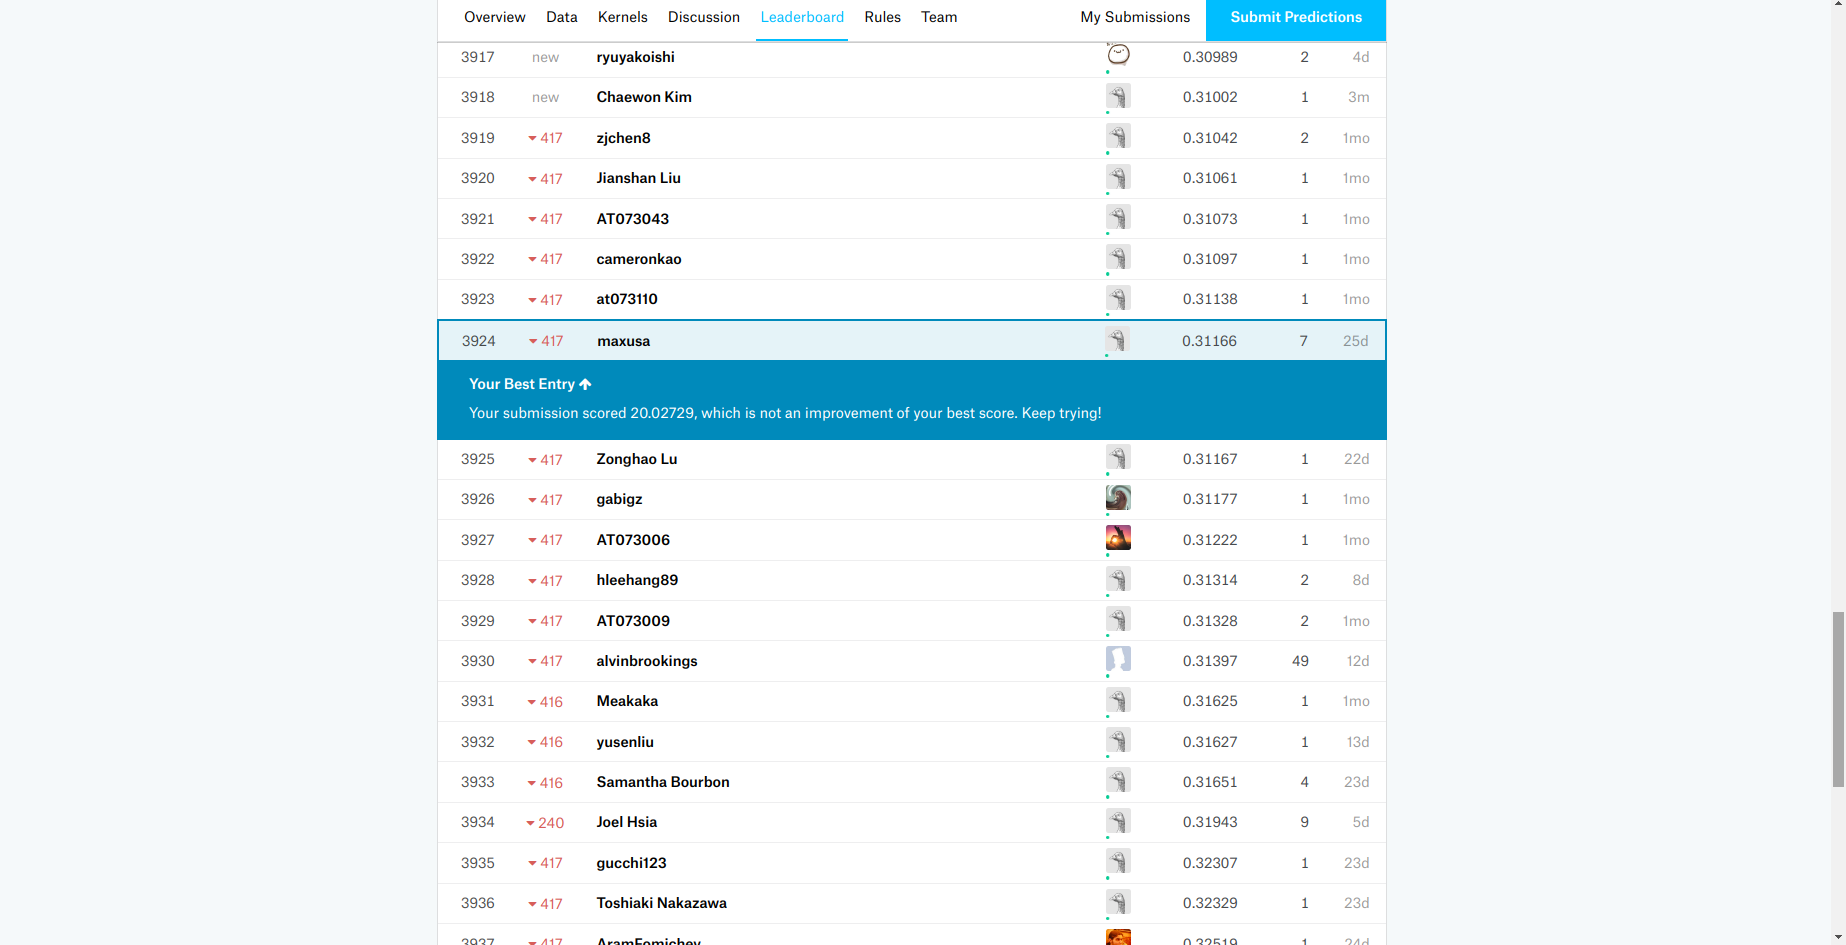 Overview Data Kernels Discussion Leaderboard Rules Team My Submissions Submit Predictions
3917 new ryuyakoishi 0.30989 2 4d
3918 new Chaewon Kim 0.31002 1 3m
3919 417 zjchen8 0.31042 2 1mo
3920 417 Jianshan Liu 0.31061 1 1mo
3921 417 AT073043 0.31073 1 1mo
3922 417 cameronkao 0.31097 1 1mo
3923 417 at073110 0.31138 1 1mo
3924 417 maxusa 0.31166 7 25d
Your Best Entry
Your submission scored 20.02729, which is not an improvement of your best score. Keep trying!
3925 417 Zonghao Lu 0.31167 1 22d
3926 417 gabigz 0.31177 1 1mo
3927 417 AT073006 0.31222 1 1mo
3928 417 hleehang89 0.31314 2 8d
3929 417 AT073009 0.31328 2 1mo
3930 417 alvinbrookings 0.31397 49 12d
3931 416 Meakaka 0.31625 1 1mo
3932 416 yusenliu 0.31627 1 13d
3933 416 Samantha Bourbon 0.31651 4 23d
3934 240 Joel Hsia 0.31943 9 5d
3935 417 gucchi123 0.32307 1 23d
3936 417 Toshiaki Nakazawa 0.32329 1 23d
3937 417 AramFomichev 0.32519 1 24d